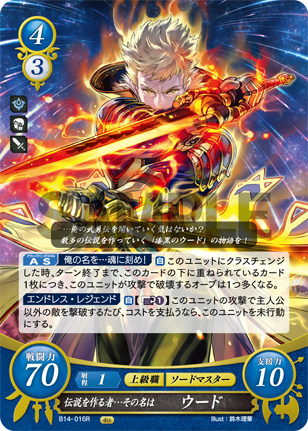 4
3
SAMPLE
…俺の武勇伝を聞いていく気はないか?
数多の伝説を作っていく「漆黒のウード」の物語を!
AS 俺の名を…魂に刻め! 自 このユニットにクラスチェンジ
した時、ターン終了まで、このカードの下に重ねられているカード
1枚につき、このユニットが攻撃で破壊するオーブは1つ多くなる。
エンドレス・レジェンド 自 [1]このユニットの攻撃で主人公
以外の敵を撃破するたび、コストを支払うなら、このユニットを未行動
にする。
戦闘力
70
射程 1 上級職 ソードマスター
支援力
10
伝説を作る者…その名は ウード
B14-016R
Illust:鈴木理華